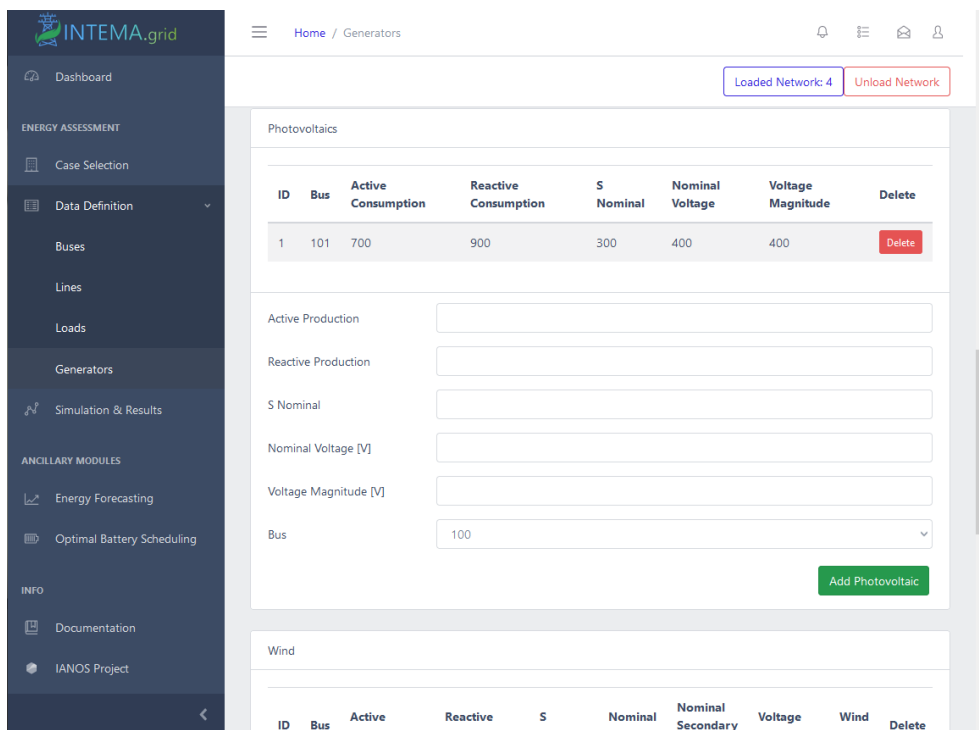 INTEMA.grid
Home / Generators
Dashboard
Loaded Network: 4
Unload Network
ENERGY ASSESSMENT
Case Selection
Data Definition
Buses
Lines
Loads
Generators
Simulation & Results
ANCILLARY MODULES
Energy Forecasting
Optimal Battery Scheduling
INFO
Documentation
IANOS Project
Photovoltaics
ID Bus Active Consumption Reactive Consumption S Nominal Nominal Voltage Voltage Magnitude Delete
1 101 700 900 300 400 400 Delete
Active Production
Reactive Production
S Nominal
Nominal Voltage [V]
Voltage Magnitude [V]
Bus 100
Add Photovoltaic
Wind
ID Bus Active Reactive S Nominal Nominal Secondary Voltage Wind Delete